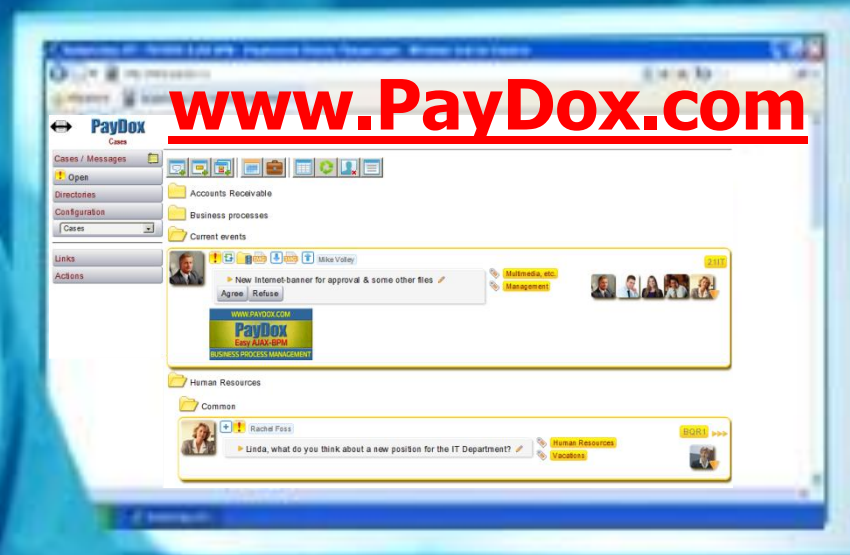 www.PayDox.com
PayDox
Cases
Cases / Messages
Open
Directories
Configuration
Cases
Links
Actions
Accounts Receivable
Business processes
Current events
Mike Volley
New Internet-banner for approval & some other files
Agree Refuse
Multimedia, etc.
Management
WWW.PAYDOX.COM
PayDox
Easy AJAX-BPM
BUSINESS PROCESS MANAGEMENT
Human Resources
Common
Rachel Foss
Linda, what do you think about a new position for the IT Department?
Human Resources
Vacations
BQR1